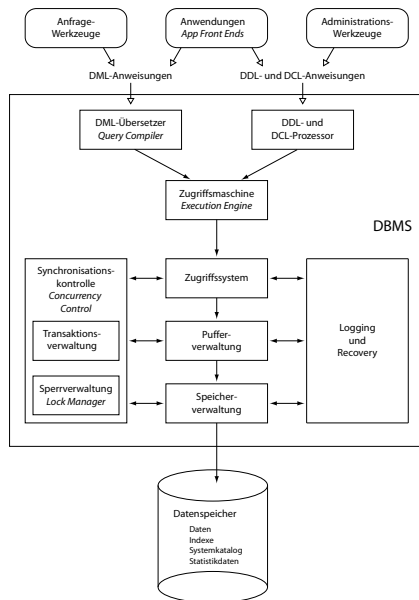 Anfrage-
Werkzeuge
Anwendungen
App Front Ends
Administrations-
Werkzeuge
DML-Anweisungen
DDL- und DCL-Anweisungen
DML-Übersetzer
Query Compiler
DDL- und
DCL-Prozessor
Zugriffsmaschine
Execution Engine
DBMS
Synchronisations-
kontrolle
Concurrency
Control
Zugriffssystem
Transaktions-
verwaltung
Puffer-
verwaltung
Logging
und
Recovery
Sperrverwaltung
Lock Manager
Speicher-
verwaltung
Datenspeicher
Daten
Indexe
Systemkatalog
Statistikdaten